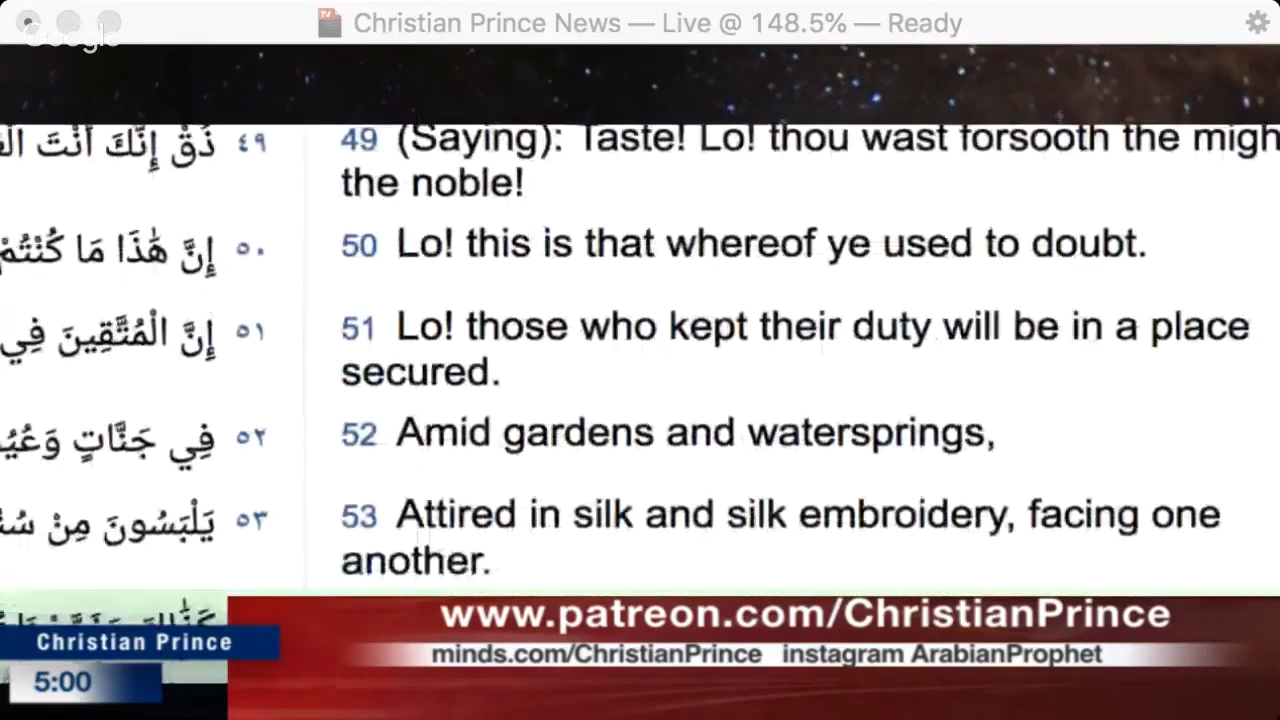 Christian Prince News — Live @ 148.5% — Ready
Google
ذُقْ إِنَّكَ أَنْتَ ٤٩
49 (Saying): Taste! Lo! thou wast forsooth the migh
the noble!
إِنَّ هَٰذَا مَا كُنْتُمْ ٥٠
50 Lo! this is that whereof ye used to doubt.
إِنَّ الْمُتَّقِينَ فِي ٥١
51 Lo! those who kept their duty will be in a place
secured.
فِي جَنَّاتٍ ٥٢
52 Amid gardens and watersprings,
يَلْبَسُونَ مِنْ ٥٣
53 Attired in silk and silk embroidery, facing one
another.
www.patreon.com/ChristianPrince
Christian Prince
minds.com/ChristianPrince instagram ArabianProphet
5:00